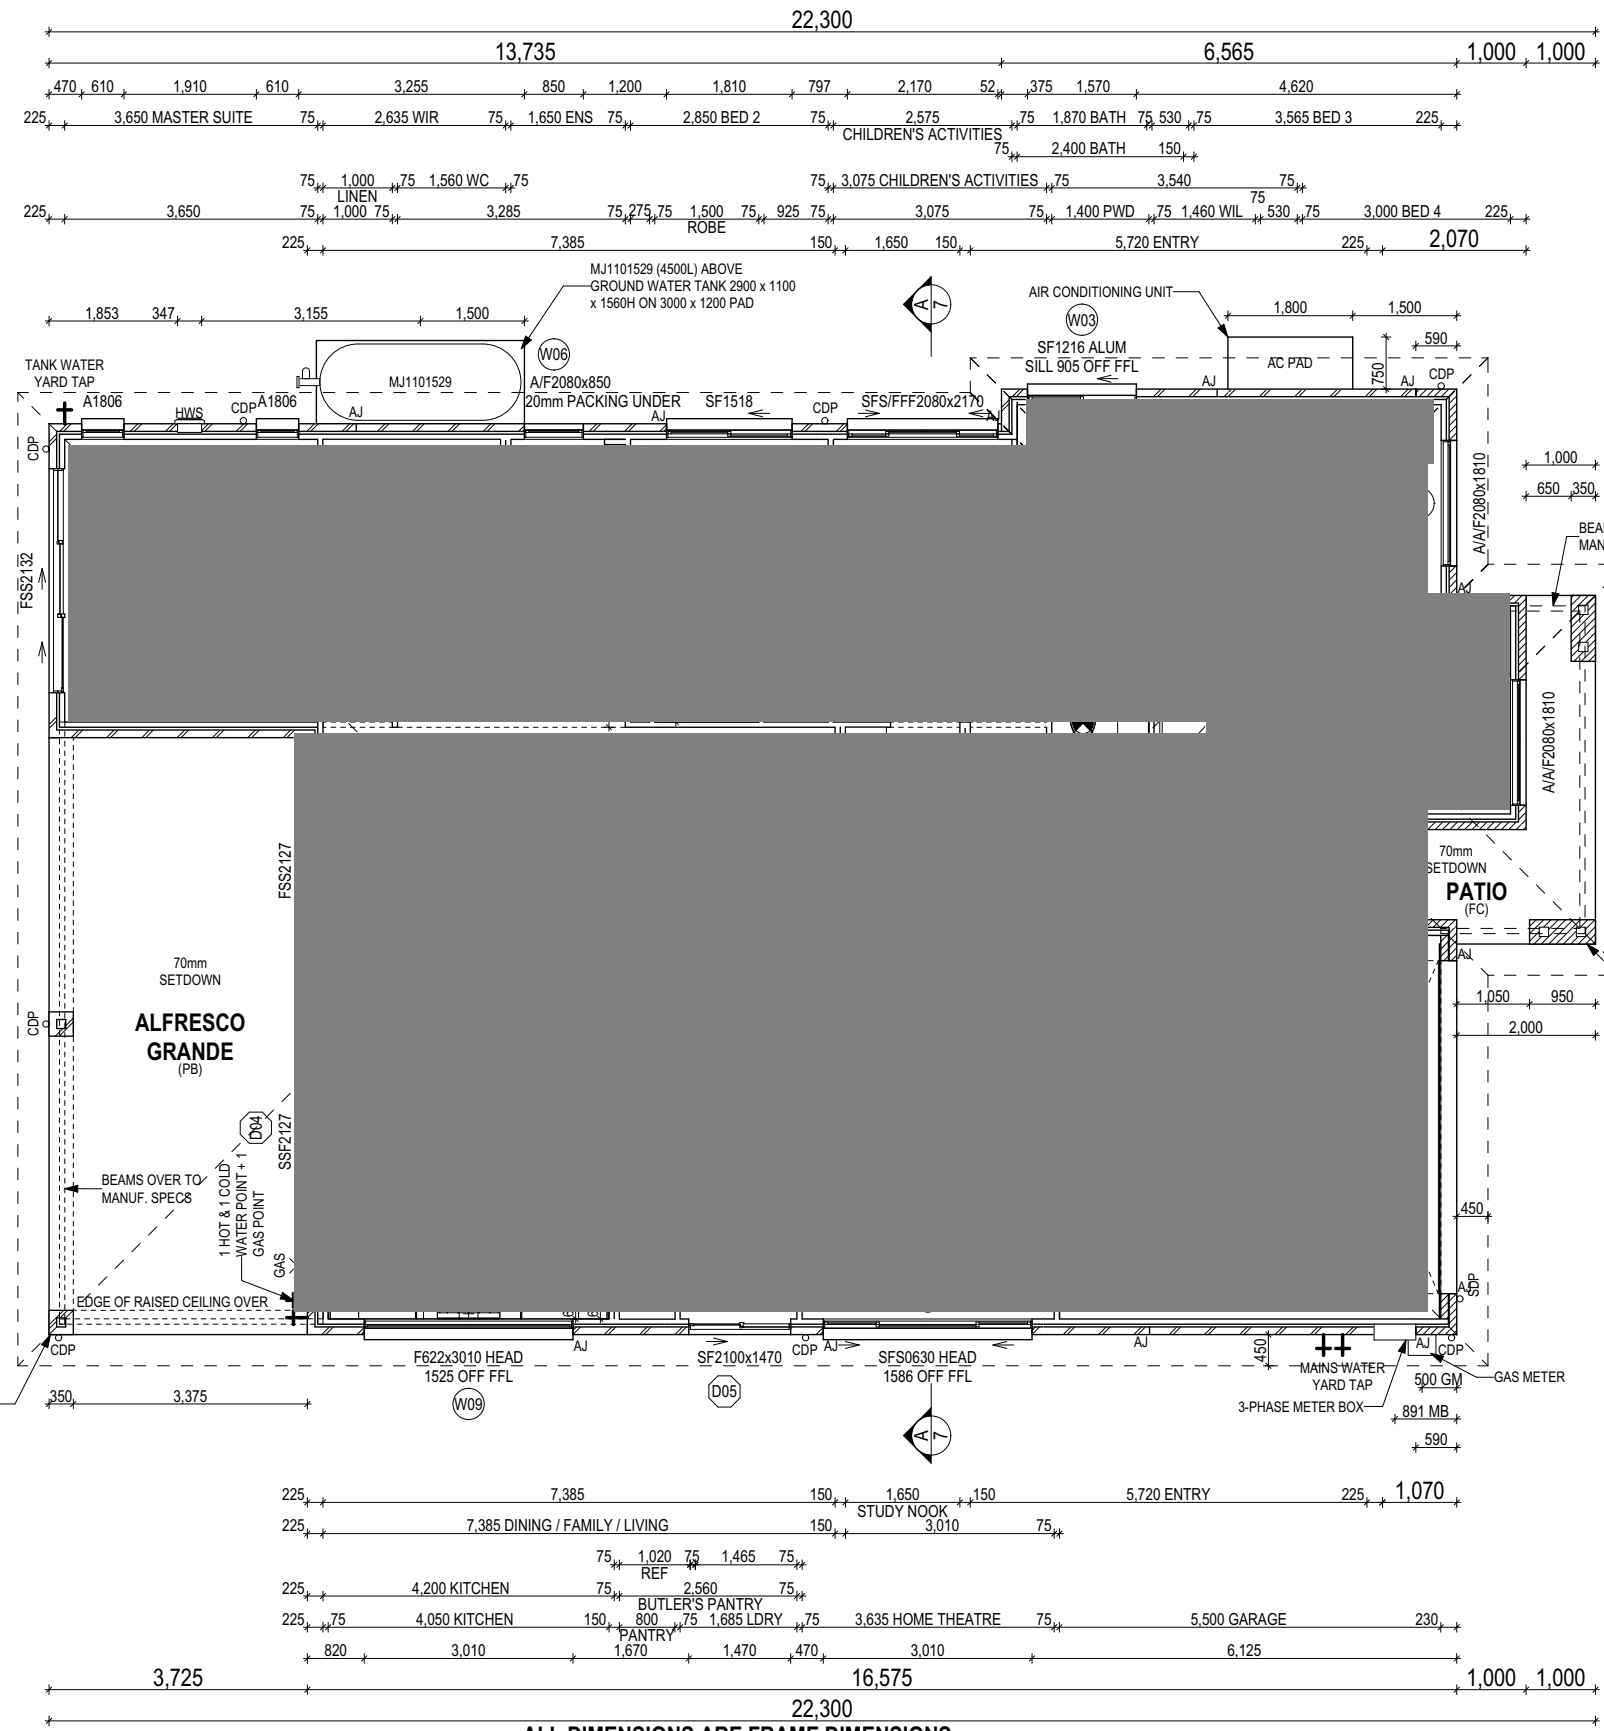 22,300
13,735 6,565 1,000 1,000
470 610 1,910 610 3,255 850 1,200 1,810 797 2,170 52 375 1,570 4,620
225 3,650 MASTER SUITE 75 2,635 WIR 75 1,650 ENS 75 2,850 BED 2 75 2,575 75 1,870 BATH 75 530 75 3,565 BED 3 225
CHILDREN'S ACTIVITIES
75 2,400 BATH 150
75 1,000 75 1,560 WC 75 75 3,075 CHILDREN'S ACTIVITIES 75 3,540 75
LINEN
75
225 3,650 75 1,000 75 3,285 75 275 75 1,500 75 925 75 3,075 75 1,400 PWD 75 1,460 WIL 530 75 3,000 BED 4 225
ROBE
225 7,385 150 1,650 150 5,720 ENTRY 225 2,070
MJ1101529 (4500L) ABOVE
GROUND WATER TANK 2900 x 1100
x 1560H ON 3000 x 1200 PAD
A
7
AIR CONDITIONING UNIT
1,853 347 3,155 1,500
1,800 1,500
W03
590
W06
SF1216 ALUM
SILL 905 OFF FFL
TANK WATER
YARD TAP
MJ1101529
AC PAD
750
CDP
A/F2080x850
20mm PACKING UNDER
A1806
HWS
CDP
A1806
AJ
AJ
SF1518
CDP
SFS/FFF2080x2170
AJ
AJ
AJ
CDP
FSS2132
A/A/F2080x1810
1,000
650 350
BEA
MAN
AJ
A/A/F2080x1810
FSS2127
70mm
SETDOWN
PATIO
(FC)
70mm
SETDOWN
ALFRESCO
GRANDE
(PB)
CDP
AJ
1,050 950
2,000
D04
SSF2127
1 HOT & 1 COLD
WATER POINT + 1
GAS POINT
GAS
BEAMS OVER TO
MANUF. SPECS
450
EDGE OF RAISED CEILING OVER
AJ
SDP
CDP
AJ
F622x3010 HEAD
1525 OFF FFL
W09
SF2100x1470
D05
CDP
AJ
SFS0630 HEAD
1586 OFF FFL
A
7
AJ
450
MAINS WATER
YARD TAP
AJ
CDP
500 GM
GAS METER
3-PHASE METER BOX
891 MB
590
350 3,375
225 7,385 150 1,650 150 5,720 ENTRY 225 1,070
STUDY NOOK
225 7,385 DINING / FAMILY / LIVING 150 3,010 75
75 1,020 75 1,465 75
REF
225 4,200 KITCHEN 75 2,560 75
BUTLER'S PANTRY
225 75 4,050 KITCHEN 150 800 75 1,685 LDRY 75 3,635 HOME THEATRE 75 5,500 GARAGE 230
PANTRY
820 3,010 1,670 1,470 470 3,010 6,125
3,725 16,575 1,000 1,000
22,300
ALL DIMENSIONS ARE FRAME DIMENSIONS